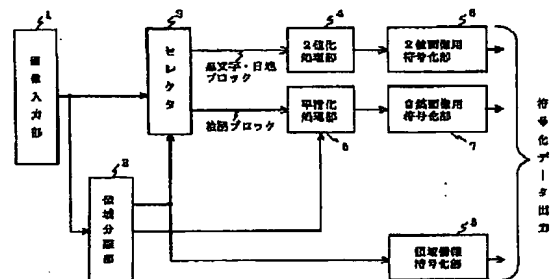 1
画像入力部
2
領域分離部
3
セレクタ
黒文字・白地
ブロック
絵柄ブロック
4
2値化
処理部
平滑化
処理部
5
6
2値画像用
符号化部
自然画像用
符号化部
7
8
領域情報
符号化部
符号化データ出力